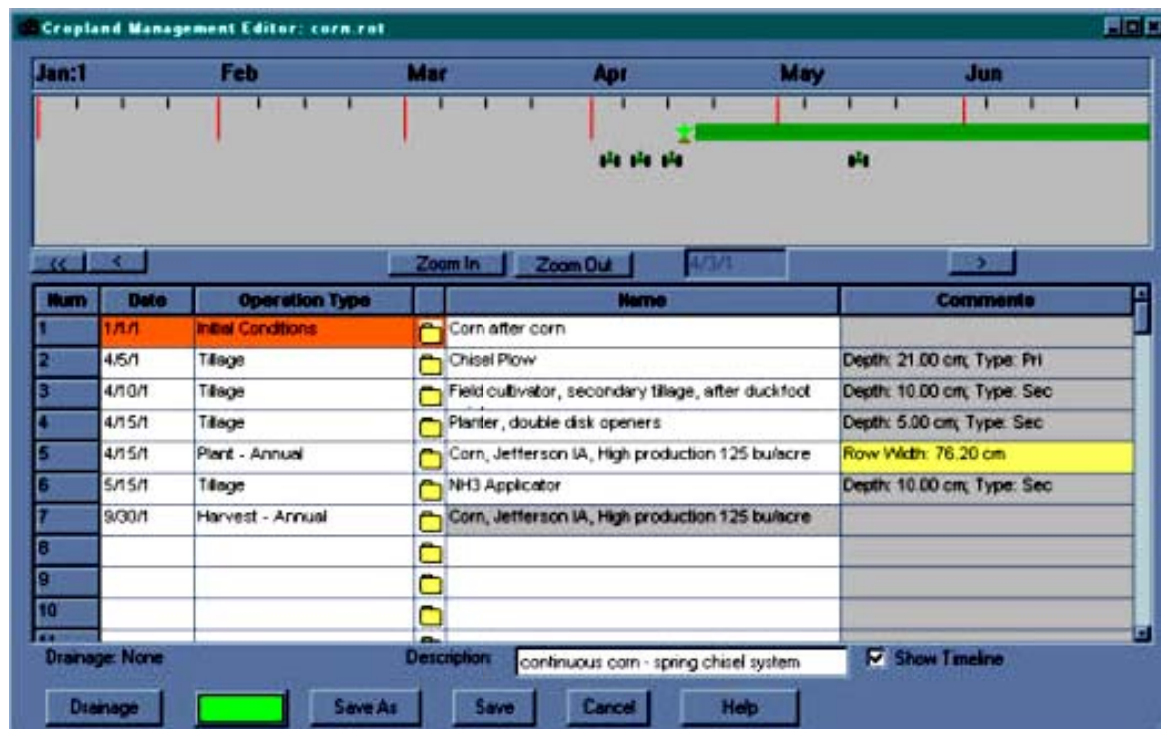 Cropland Management Editor: corn.rot
Jan:1 Feb Mar Apr May Jun
<< < Zoom In Zoom Out 4/3/1 >
Num Date Operation Type Name Comments
1 1/1/1 Initial Conditions Corn after corn
2 4/5/1 Tillage Chisel Plow Depth: 21.00 cm; Type: Pri
3 4/10/1 Tillage Field cultivator, secondary tillage, after duckfoot Depth: 10.00 cm; Type: Sec
4 4/15/1 Tillage Planter, double disk openers Depth: 5.00 cm; Type: Sec
5 4/15/1 Plant - Annual Corn, Jefferson IA, High production 125 bu/acre Row Width: 76.20 cm
6 5/15/1 Tillage NH3 Applicator Depth: 10.00 cm; Type: Sec
7 9/30/1 Harvest - Annual Corn, Jefferson IA, High production 125 bu/acre
8
9
10
Drainage: None Description: continuous corn - spring chisel system Show Timeline
Drainage Save As Save Cancel Help